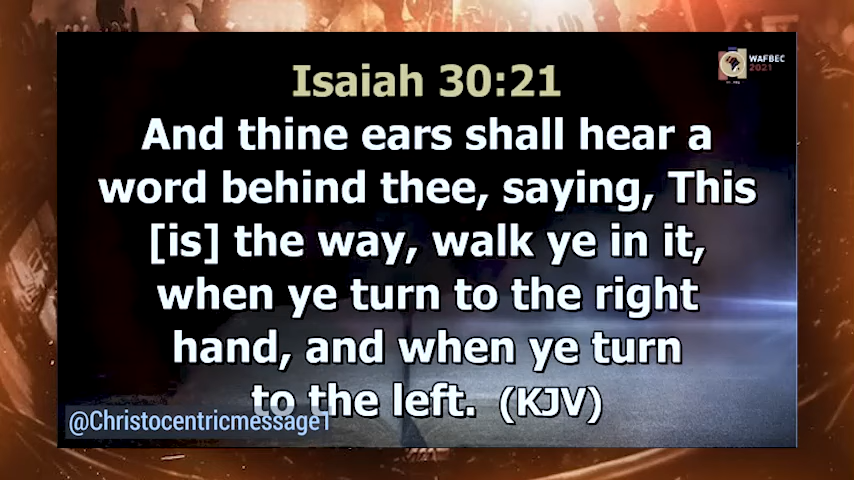 WAFBEC
2021
Isaiah 30:21
And thine ears shall hear a
word behind thee, saying, This
[is] the way, walk ye in it,
when ye turn to the right
hand, and when ye turn
to the left. (KJV)
@Christocentricmessage1